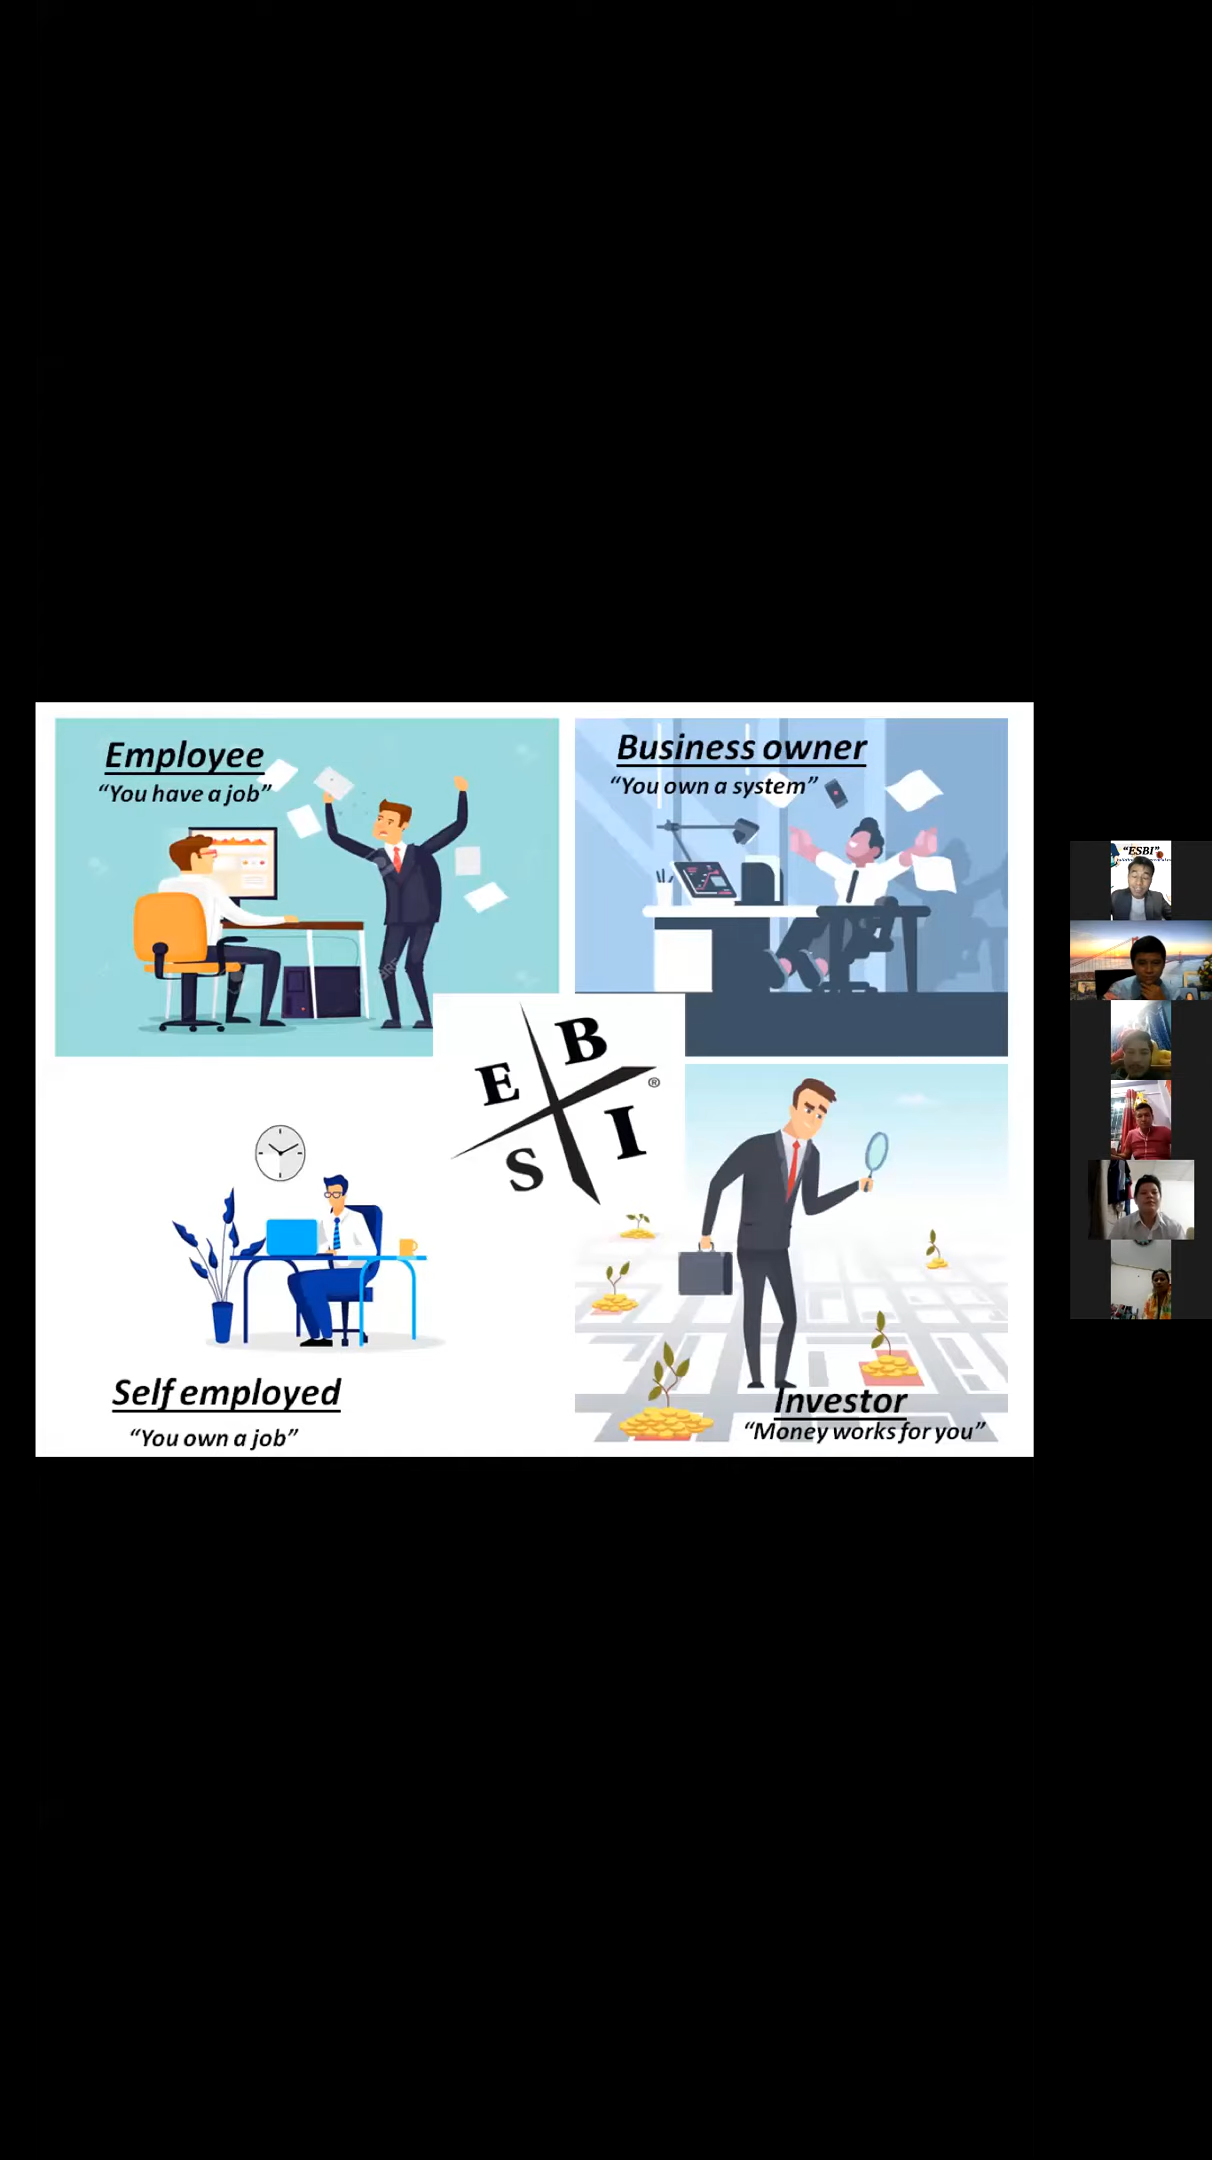 Employee
“You have a job”
Business owner
“You own a system”
E
B
®
S
I
Self employed
“You own a job”
Investor
“Money works for you”
“ESBI”